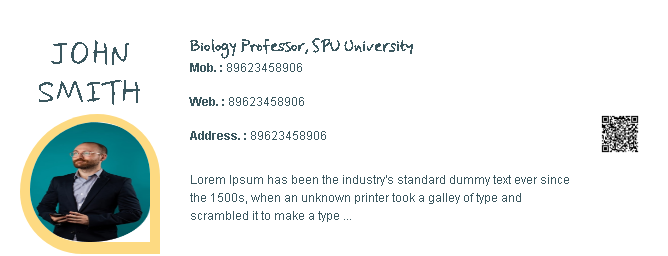 JOHN
SMITH
Biology Professor, SPU University
Mob. : 89623458906
Web. : 89623458906
Address. : 89623458906
Lorem Ipsum has been the industry's standard dummy text ever since
the 1500s, when an unknown printer took a galley of type and
scrambled it to make a type ...